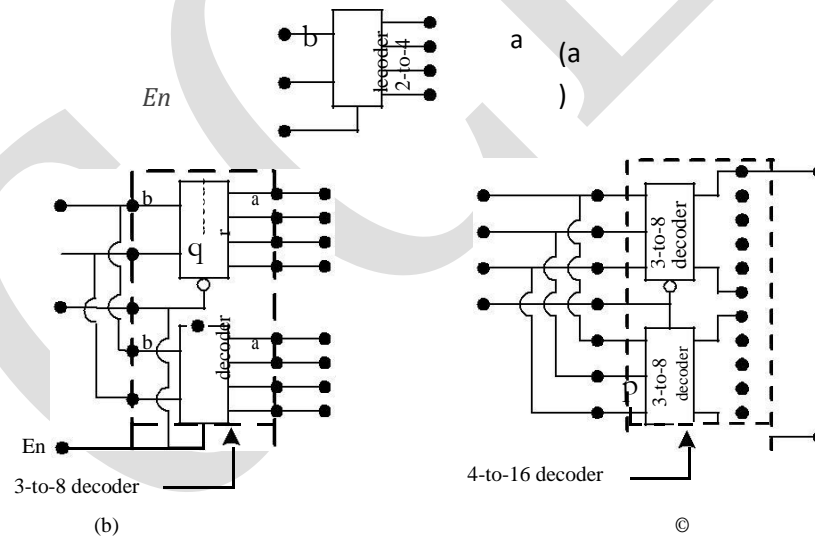 b
a
(a
)
lecoder
2-to-4
En
b
a
q
r
b
a
decoder
En
3-to-8 decoder
(b)
3-to-8
decoder
3-to-8
decoder
p
4-to-16 decoder
©